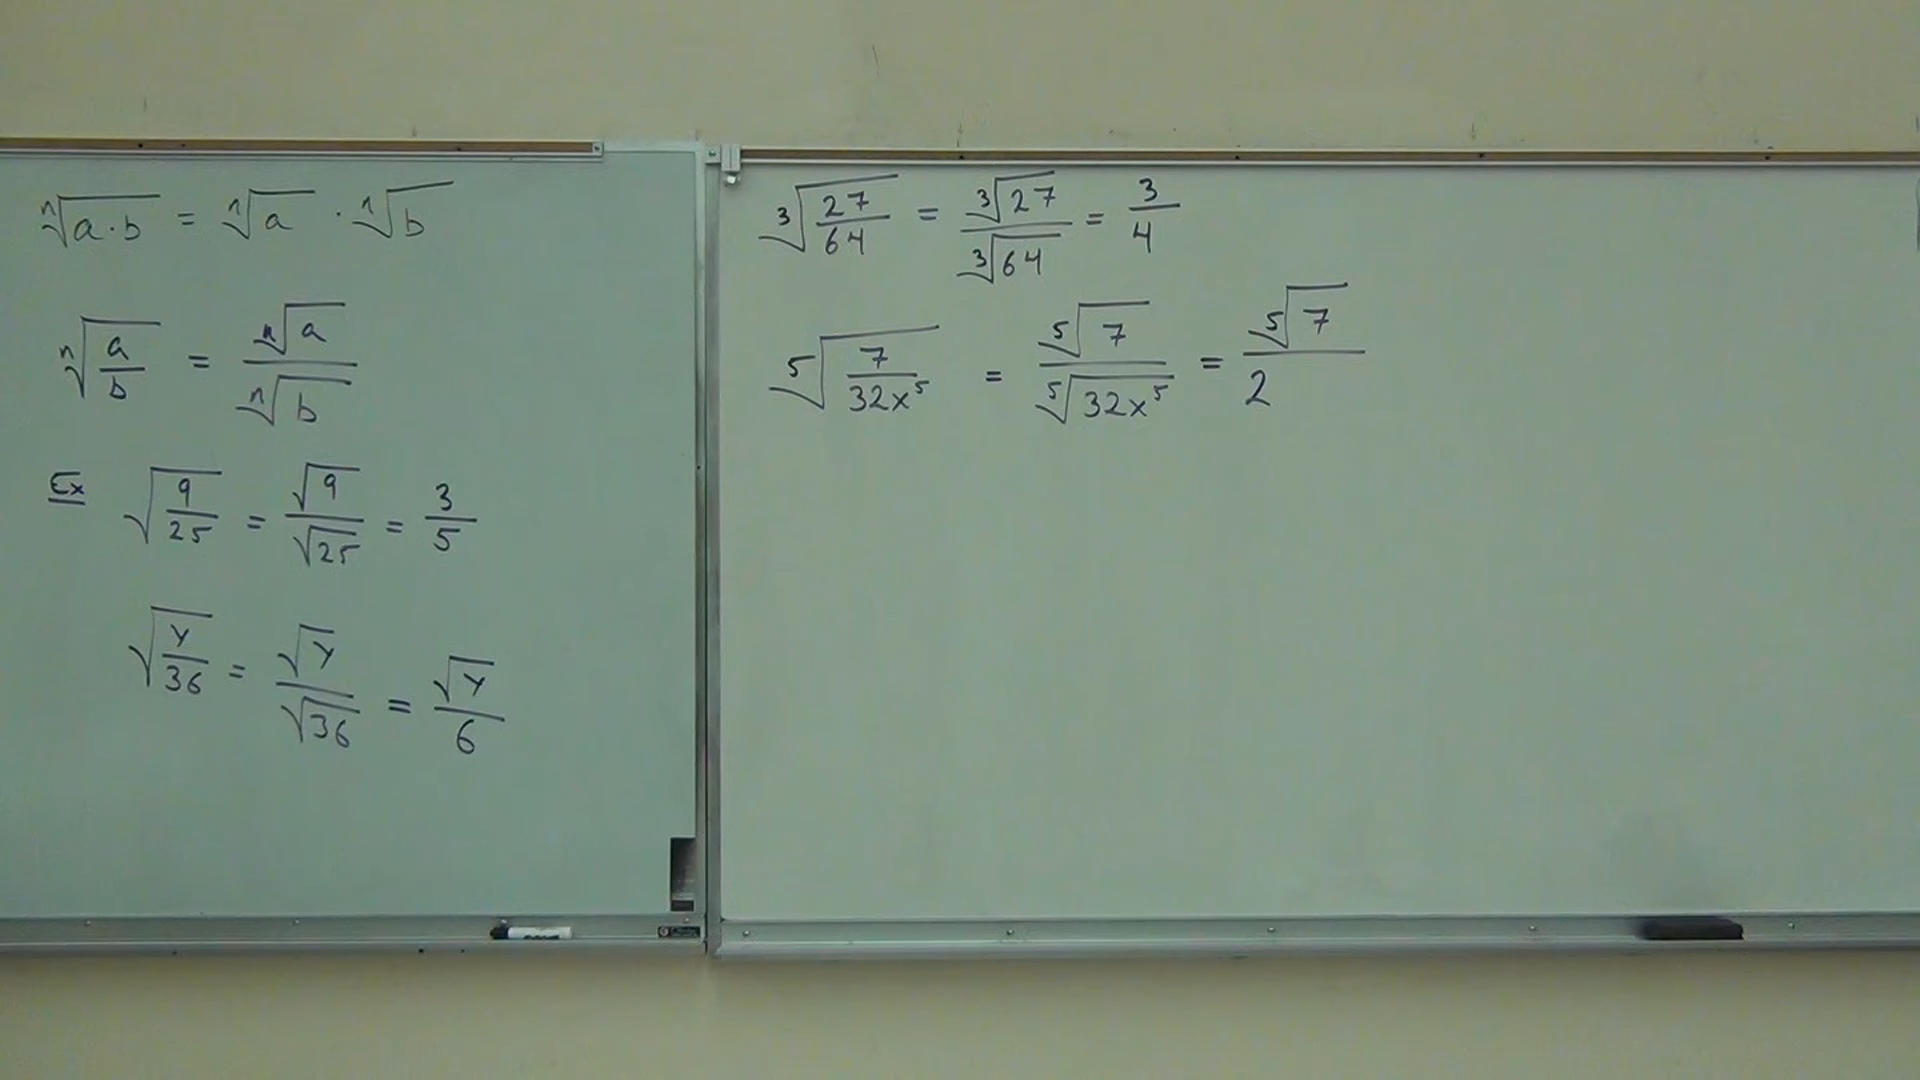 ⁿ√(a·b) = ⁿ√a · ⁿ√b
ⁿ√(a/b) = ⁿ√a / ⁿ√b
Ex √(9/25) = √9 / √25 = 3/5
√(y/36) = √y / √36 = √y / 6
³√(27/64) = ³√27 / ³√64 = 3/4
⁵√(7/32x⁵) = ⁵√7 / ⁵√(32x⁵) = ⁵√7 / 2